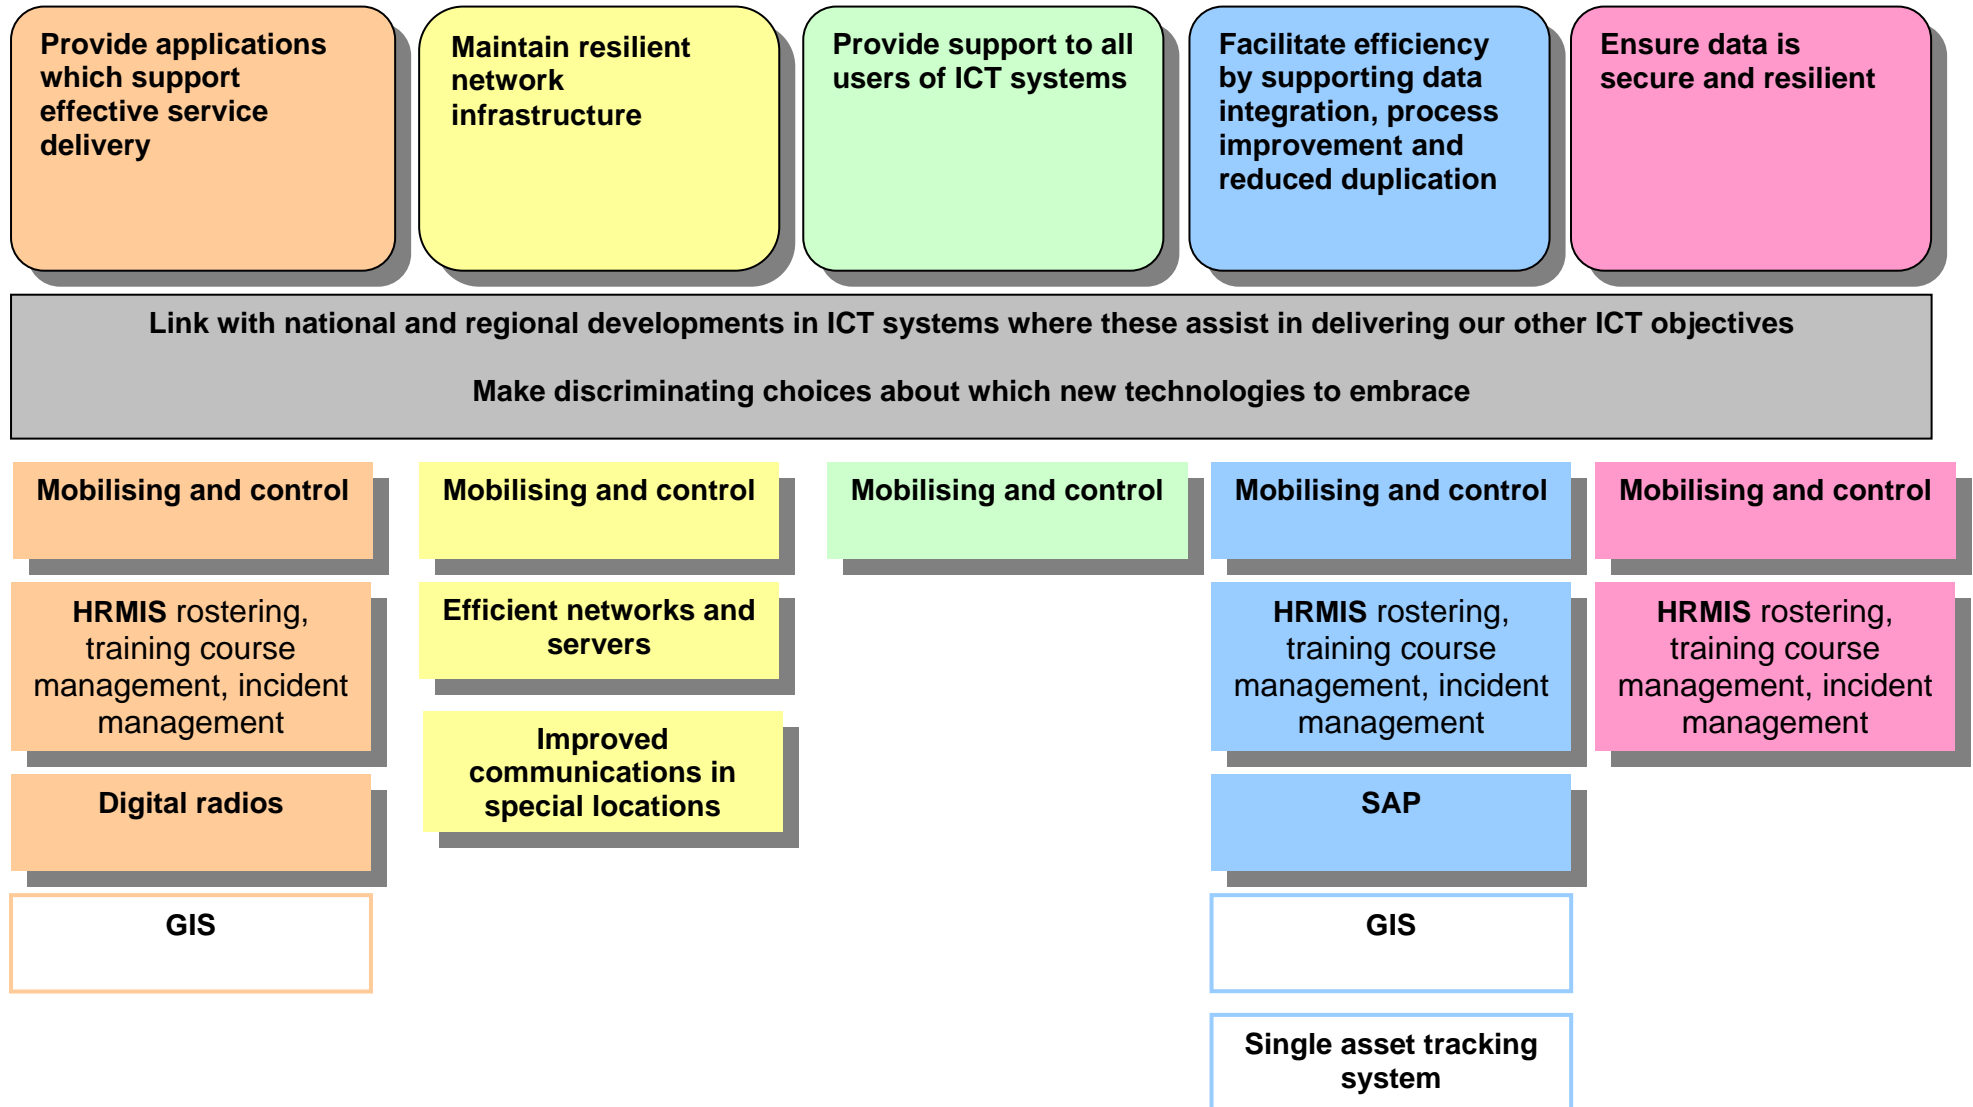 Provide applications
which support
effective service
delivery
Maintain resilient
network
infrastructure
Provide support to all
users of ICT systems
Facilitate efficiency
by supporting data
integration, process
improvement and
reduced duplication
Ensure data is
secure and resilient
Link with national and regional developments in ICT systems where these assist in delivering our other ICT objectives
Make discriminating choices about which new technologies to embrace
Mobilising and control
Mobilising and control
Mobilising and control
Mobilising and control
Mobilising and control
HRMIS rostering,
training course
management, incident
management
Efficient networks and
servers
HRMIS rostering,
training course
management, incident
management
HRMIS rostering,
training course
management, incident
management
Improved
communications in
special locations
Digital radios
SAP
GIS
GIS
Single asset tracking
system